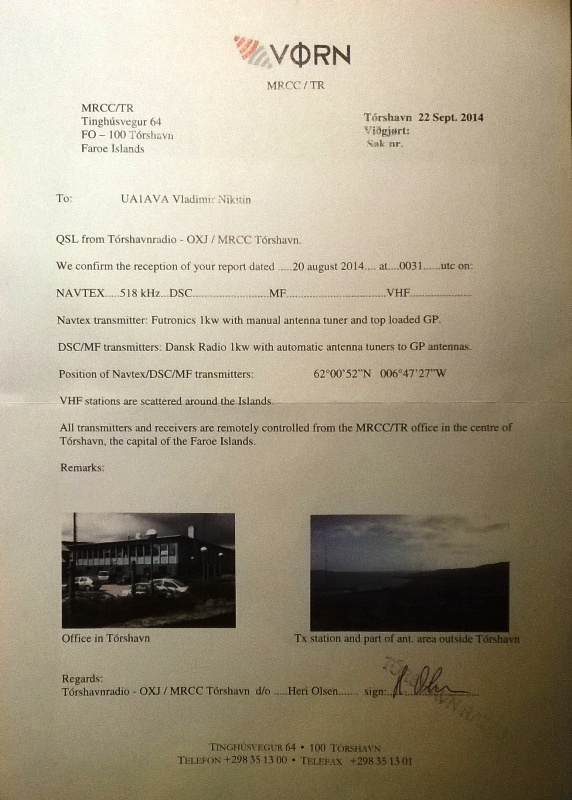 VØRN
MRCC / TR
MRCC/TR
Tinghúsvegur 64
FO – 100 Tórshavn
Faroe Islands
Tórshavn 22 Sept. 2014
Viðgjørt:
Sak nr.
To: UA1AVA Vladimir Nikitin
QSL from Tórshavnradio - OXJ / MRCC Tórshavn.
We confirm the reception of your report dated .....20 august 2014.... at....0031......utc on:
NAVTEX.....518 kHz...DSC..........................MF..................................VHF.....................
Navtex transmitter: Futronics 1kw with manual antenna tuner and top loaded GP.
DSC/MF transmitters: Dansk Radio 1kw with automatic antenna tuners to GP antennas.
Position of Navtex/DSC/MF transmitters: 62°00'52"N 006°47'27"W
VHF stations are scattered around the Islands.
All transmitters and receivers are remotely controlled from the MRCC/TR office in the centre of
Tórshavn, the capital of the Faroe Islands.
Remarks:
Office in Tórshavn
Tx station and part of ant. area outside Tórshavn
Regards:
Tórshavnradio - OXJ / MRCC Tórshavn d/o .....Heri Olsen....... sign:
TINGHÚSVEGUR 64 • 100 TÓRSHAVN
TELEFON +298 35 13 00 • TELEFAX +298 35 13 01